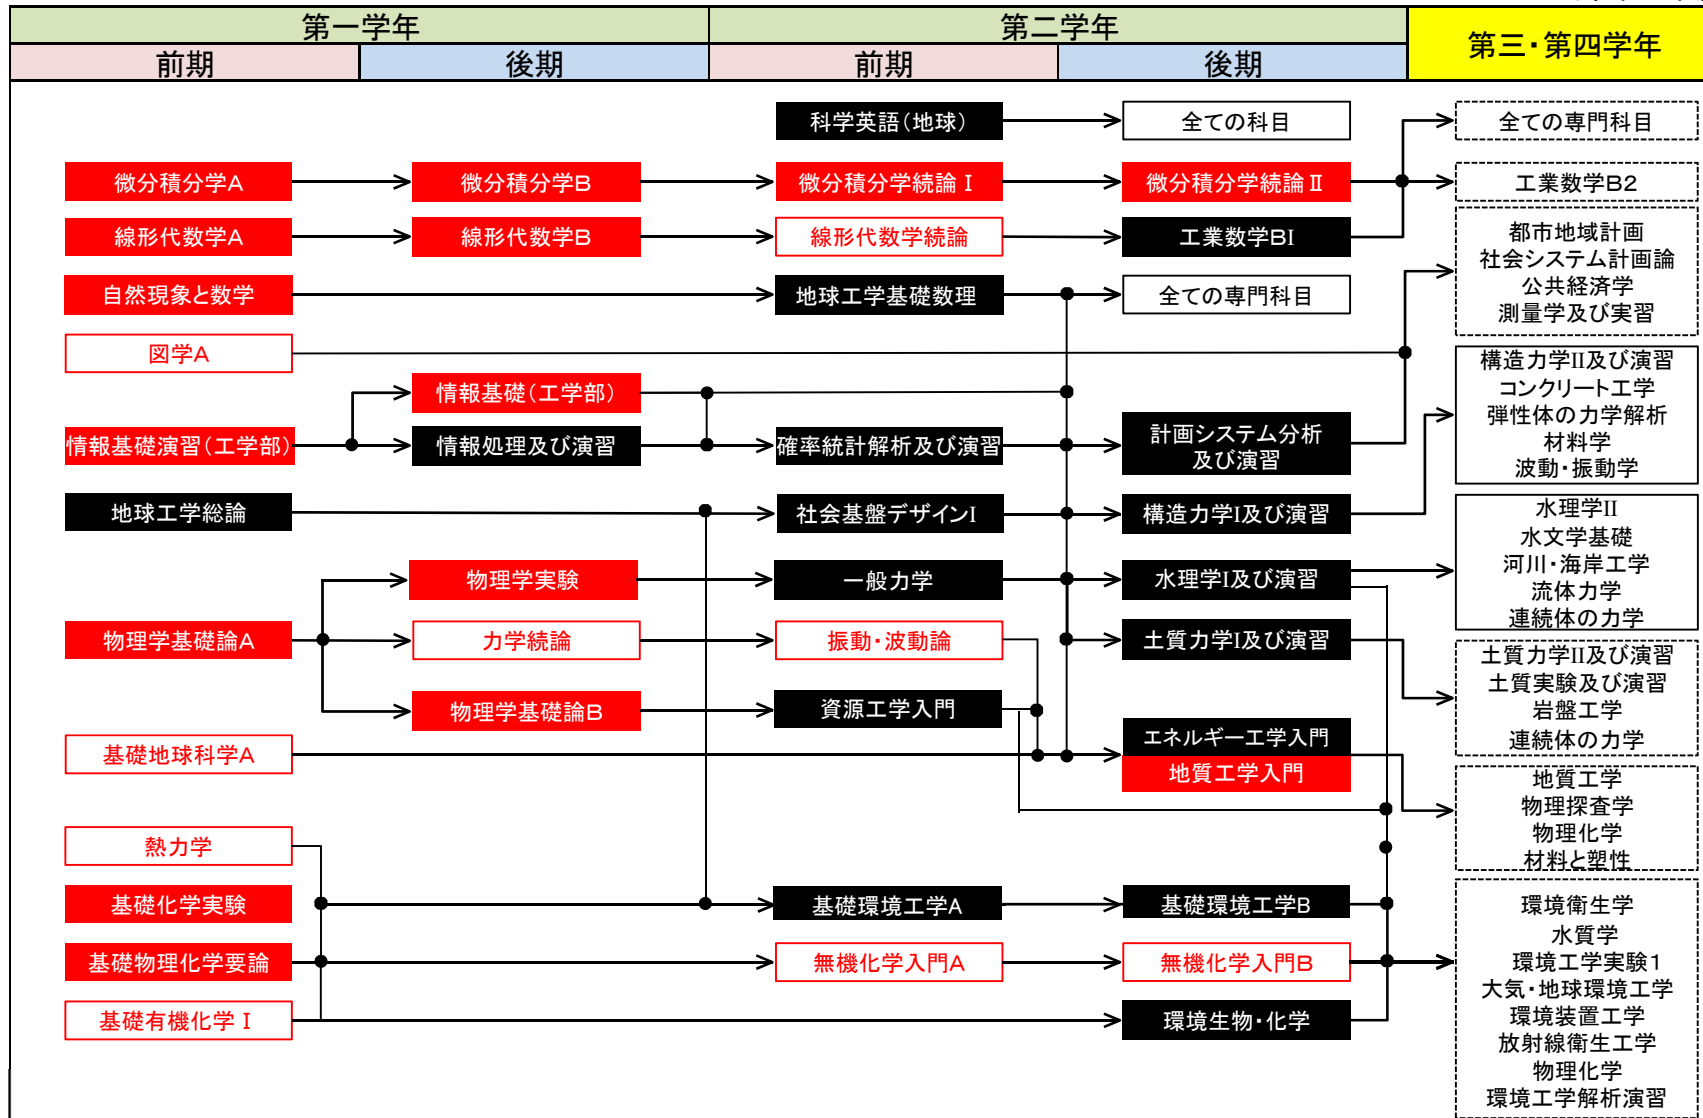 第一学年
第二学年
第三・第四学年
前期
後期
前期
後期
科学英語(地球)
全ての科目
全ての専門科目
微分積分学A
微分積分学B
微分積分学続論Ⅰ
微分積分学続論Ⅱ
工業数学B2
線形代数学A
線形代数学B
線形代数学続論
工業数学BI
都市地域計画
社会システム計画論
公共経済学
測量学及び実習
自然現象と数学
地球工学基礎数理
全ての専門科目
図学A
構造力学II及び演習
コンクリート工学
弾性体の力学解析
材料学
波動・振動学
情報基礎(工学部)
情報基礎演習(工学部)
情報処理及び演習
確率統計解析及び演習
計画システム分析
及び演習
地球工学総論
社会基盤デザインI
構造力学I及び演習
水理学II
水文学基礎
河川・海岸工学
流体力学
連続体の力学
物理学実験
一般力学
水理学I及び演習
物理学基礎論A
力学続論
振動・波動論
土質力学I及び演習
土質力学II及び演習
土質実験及び演習
岩盤工学
連続体の力学
物理学基礎論B
資源工学入門
基礎地球科学A
エネルギー工学入門
地質工学入門
地質工学
物理探査学
物理化学
材料と塑性
熱力学
基礎化学実験
基礎環境工学A
基礎環境工学B
環境衛生学
水質学
環境工学実験1
大気・地球環境工学
環境装置工学
放射線衛生工学
物理化学
環境工学解析演習
基礎物理化学要論
無機化学入門A
無機化学入門B
基礎有機化学Ⅰ
環境生物・化学